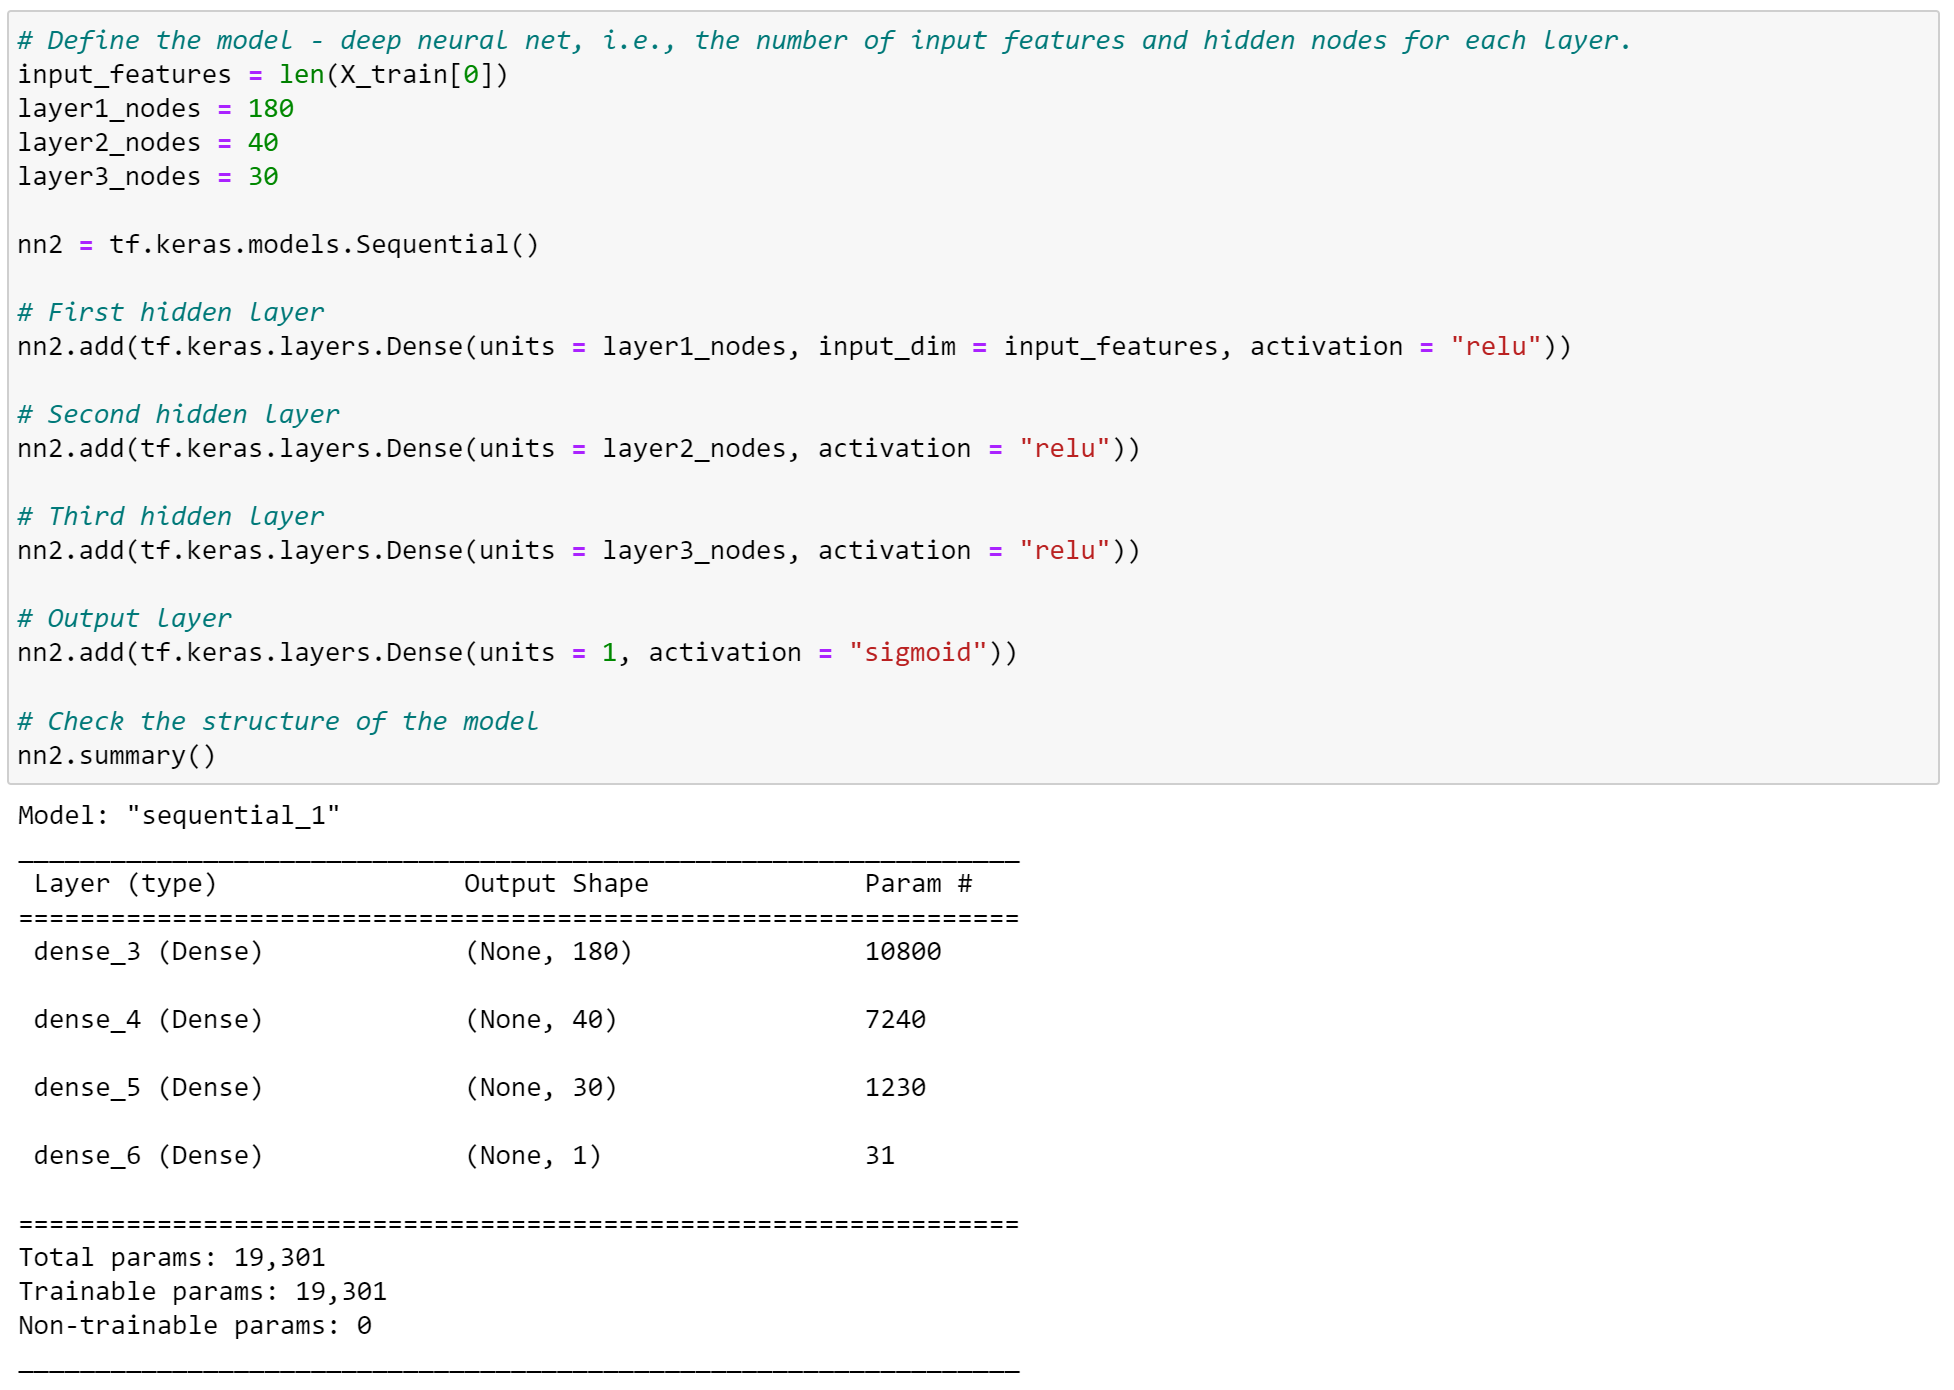 # Define the model - deep neural net, i.e., the number of input features and hidden nodes for each layer.
input_features = len(X_train[0])
layer1_nodes = 180
layer2_nodes = 40
layer3_nodes = 30
nn2 = tf.keras.models.Sequential()
# First hidden layer
nn2.add(tf.keras.layers.Dense(units = layer1_nodes, input_dim = input_features, activation = "relu"))
# Second hidden layer
nn2.add(tf.keras.layers.Dense(units = layer2_nodes, activation = "relu"))
# Third hidden layer
nn2.add(tf.keras.layers.Dense(units = layer3_nodes, activation = "relu"))
# Output layer
nn2.add(tf.keras.layers.Dense(units = 1, activation = "sigmoid"))
# Check the structure of the model
nn2.summary()
Model: "sequential_1"
_________________________________________________________________
Layer (type) Output Shape Param #
=================================================================
dense_3 (Dense) (None, 180) 10800
dense_4 (Dense) (None, 40) 7240
dense_5 (Dense) (None, 30) 1230
dense_6 (Dense) (None, 1) 31
=================================================================
Total params: 19,301
Trainable params: 19,301
Non-trainable params: 0
_________________________________________________________________